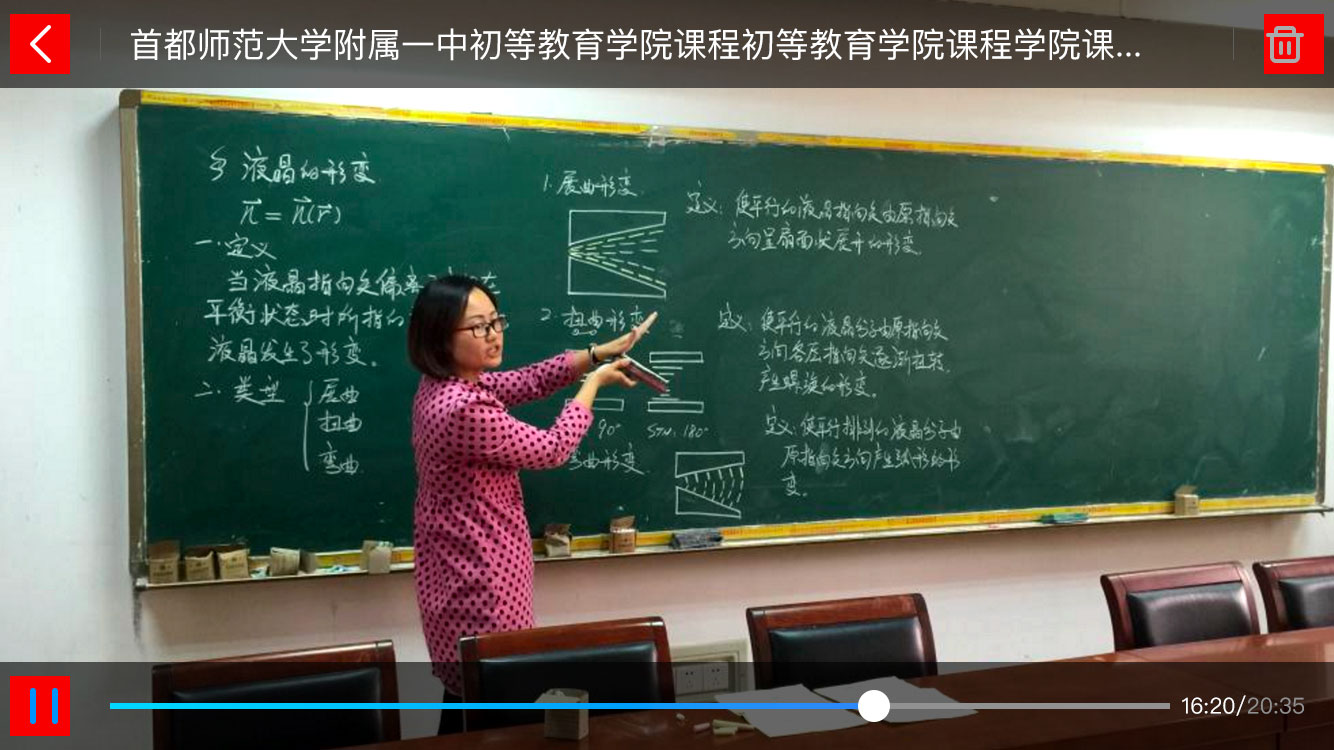 首都师范大学附属一中初等教育学院课程初等教育学院课程学院课...
液晶的形变
n⃗ = n⃗(r⃗)
一.定义
当液晶指向矢偏离
平衡状态时所指的
液晶发生了形变。
二.类型
展曲
扭曲
弯曲
1.展曲形变
定义：使平行的液晶指向矢由原指向矢
方向呈扇面状展开的形变。
2.扭曲形变
90°
STN:180°
定义：使平行的液晶分子由原指向矢
方向各层指向矢逐渐扭转
产生螺旋的形变。
弯曲形变
定义：使平行排列的液晶分子由
原指向矢方向产生弧形的形
变。
16:20/20:35